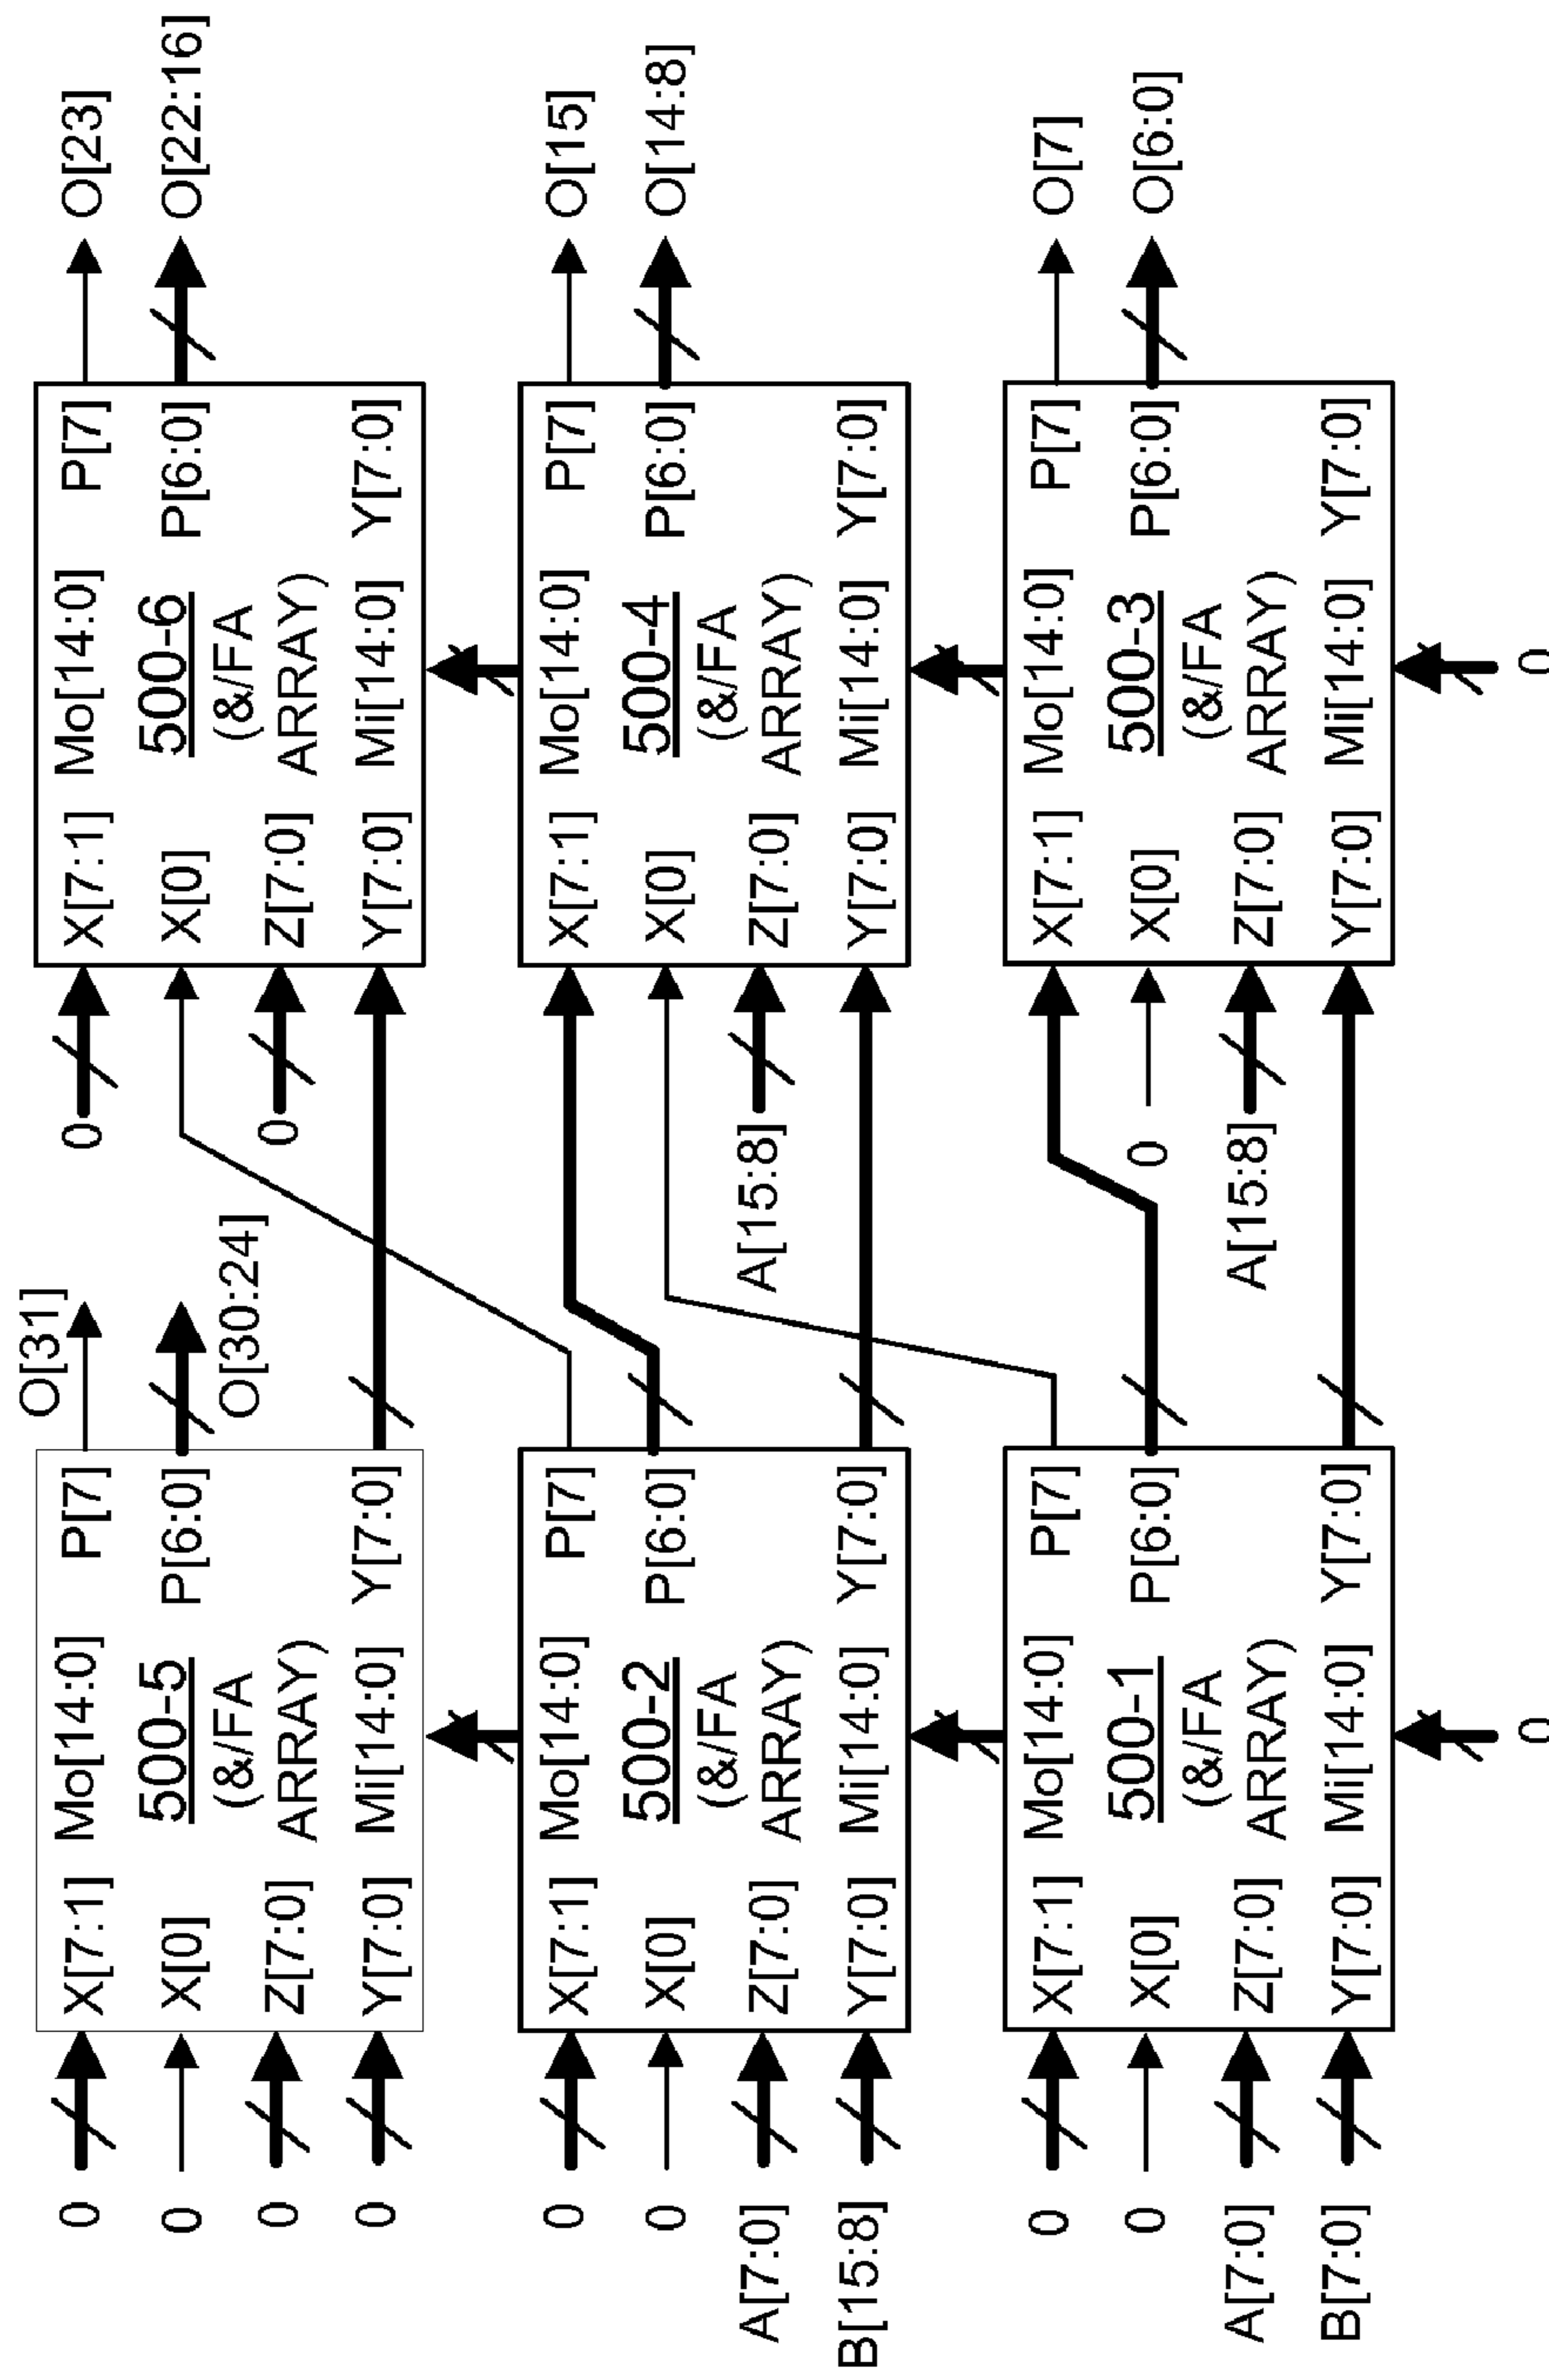 O[31]
0 X[7:1] Mo[14:0] P[7] 0 X[7:1] Mo[14:0] P[7] O[23]
0 X[0] 500-5 P[6:0] X[0] 500-6 P[6:0] O[22:16]
(&/FA O[30:24] (&/FA
0 Z[7:0] ARRAY) 0 Z[7:0] ARRAY)
0 Y[7:0] Mi[14:0] Y[7:0] Y[7:0] Mi[14:0] Y[7:0]
0 X[7:1] Mo[14:0] P[7] X[7:1] Mo[14:0] P[7] O[15]
0 X[0] 500-2 P[6:0] X[0] 500-4 P[6:0] O[14:8]
(&/FA (&/FA
A[7:0] Z[7:0] ARRAY) A[15:8] Z[7:0] ARRAY)
B[15:8] Y[7:0] Mi[14:0] Y[7:0] Y[7:0] Mi[14:0] Y[7:0]
0 X[7:1] Mo[14:0] P[7] X[7:1] Mo[14:0] P[7] O[7]
0 X[0] 500-1 P[6:0] 0 X[0] 500-3 P[6:0] O[6:0]
(&/FA (&/FA
A[7:0] Z[7:0] ARRAY) A[15:8] Z[7:0] ARRAY)
B[7:0] Y[7:0] Mi[14:0] Y[7:0] Y[7:0] Mi[14:0] Y[7:0]
0 0